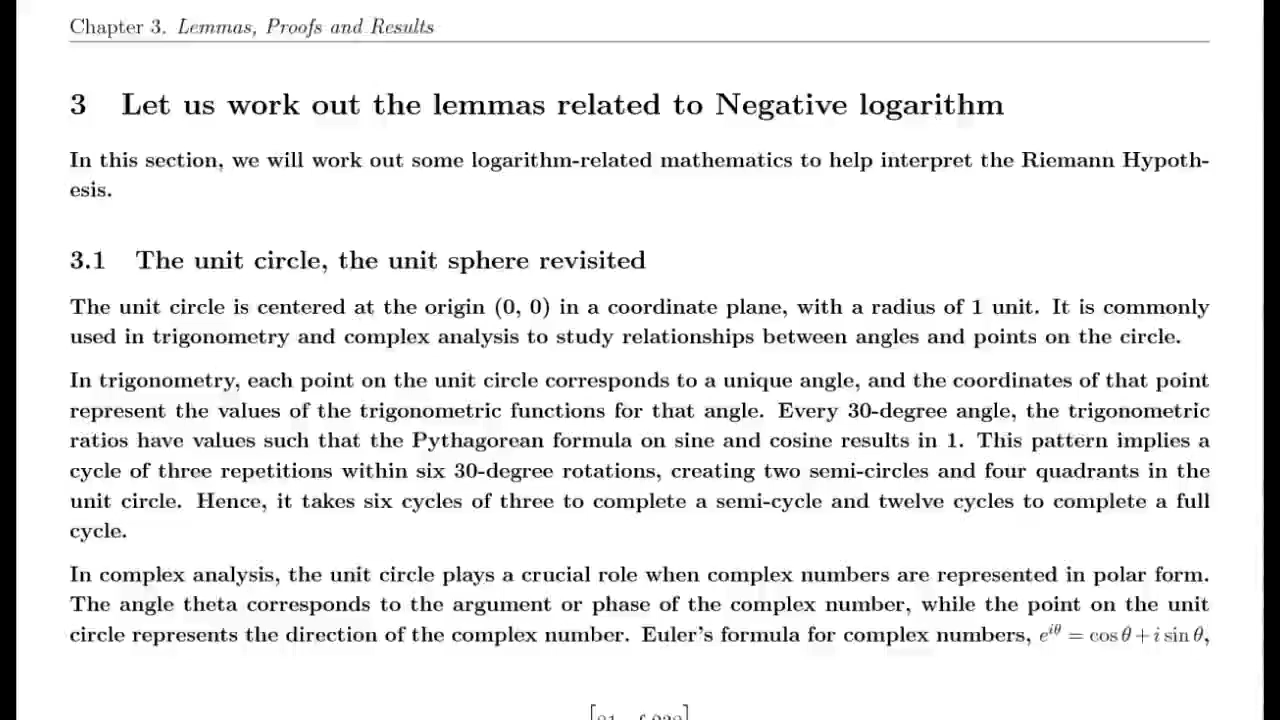 Chapter 3. Lemmas, Proofs and Results
3 Let us work out the lemmas related to Negative logarithm
In this section, we will work out some logarithm-related mathematics to help interpret the Riemann Hypoth-
esis.
3.1 The unit circle, the unit sphere revisited
The unit circle is centered at the origin (0, 0) in a coordinate plane, with a radius of 1 unit. It is commonly
used in trigonometry and complex analysis to study relationships between angles and points on the circle.
In trigonometry, each point on the unit circle corresponds to a unique angle, and the coordinates of that point
represent the values of the trigonometric functions for that angle. Every 30-degree angle, the trigonometric
ratios have values such that the Pythagorean formula on sine and cosine results in 1. This pattern implies a
cycle of three repetitions within six 30-degree rotations, creating two semi-circles and four quadrants in the
unit circle. Hence, it takes six cycles of three to complete a semi-cycle and twelve cycles to complete a full
cycle.
In complex analysis, the unit circle plays a crucial role when complex numbers are represented in polar form.
The angle theta corresponds to the argument or phase of the complex number, while the point on the unit
circle represents the direction of the complex number. Euler's formula for complex numbers, e^{iθ} = cos θ + i sin θ,